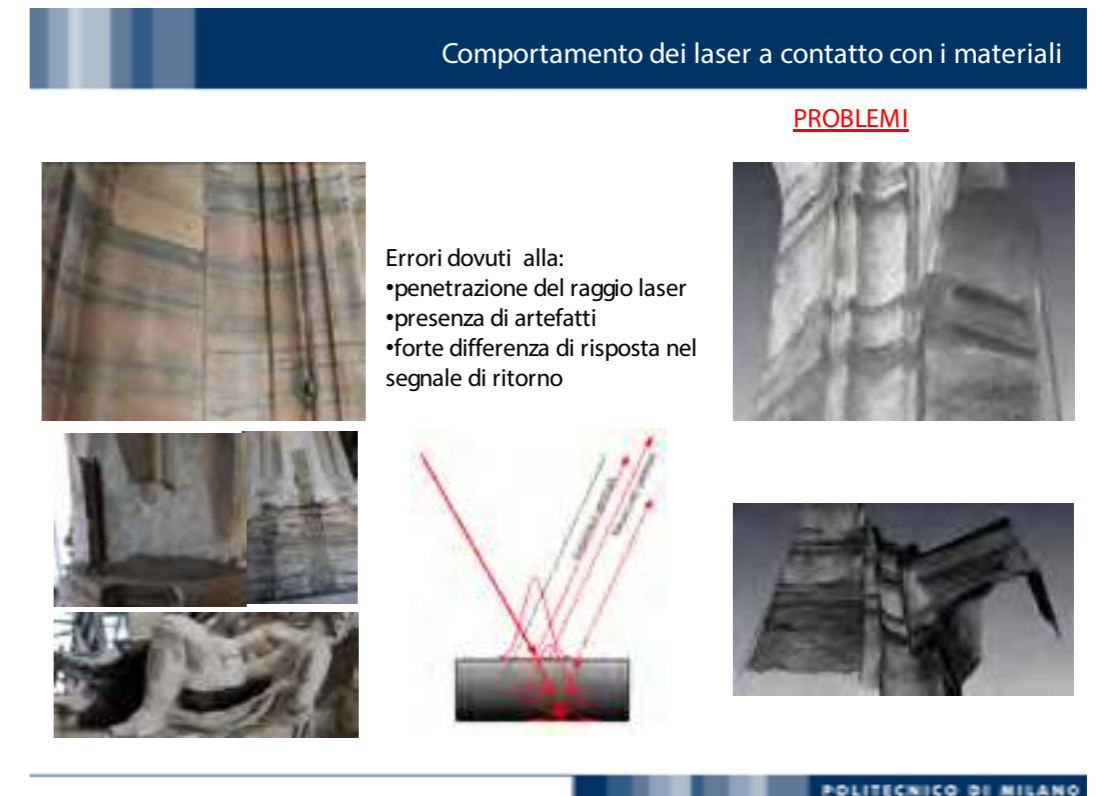 Comportamento dei laser a contatto con i materiali
PROBLEMI
Errori dovuti alla:
•penetrazione del raggio laser
•presenza di artefatti
•forte differenza di risposta nel
segnale di ritorno
POLITECNICO DI MILANO